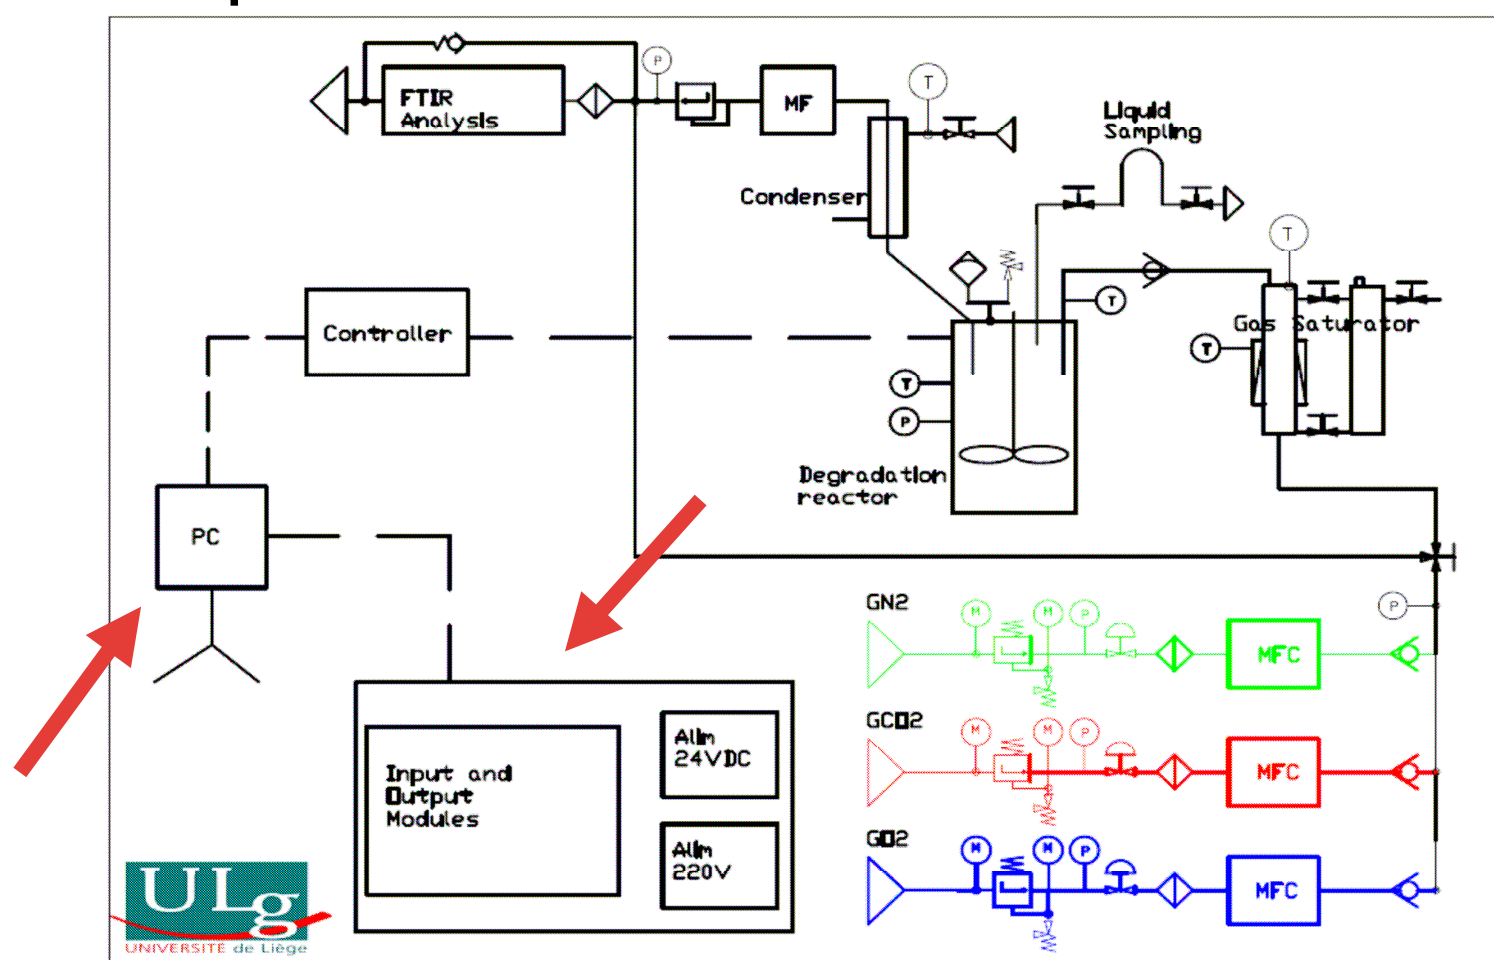 FTIR
Analysis
P
MF
T
Liquid
Sampling
Condenser
T
Controller
T
Gas Saturator
T
T
P
Degradation
reactor
PC
GN2
M
M
P
P
MFC
GCO2
M
M
P
MFC
Alim
24VDC
Input and
Output
Modules
GO2
M
M
P
MFC
Alim
220V
ULg
UNIVERSITE de Liège